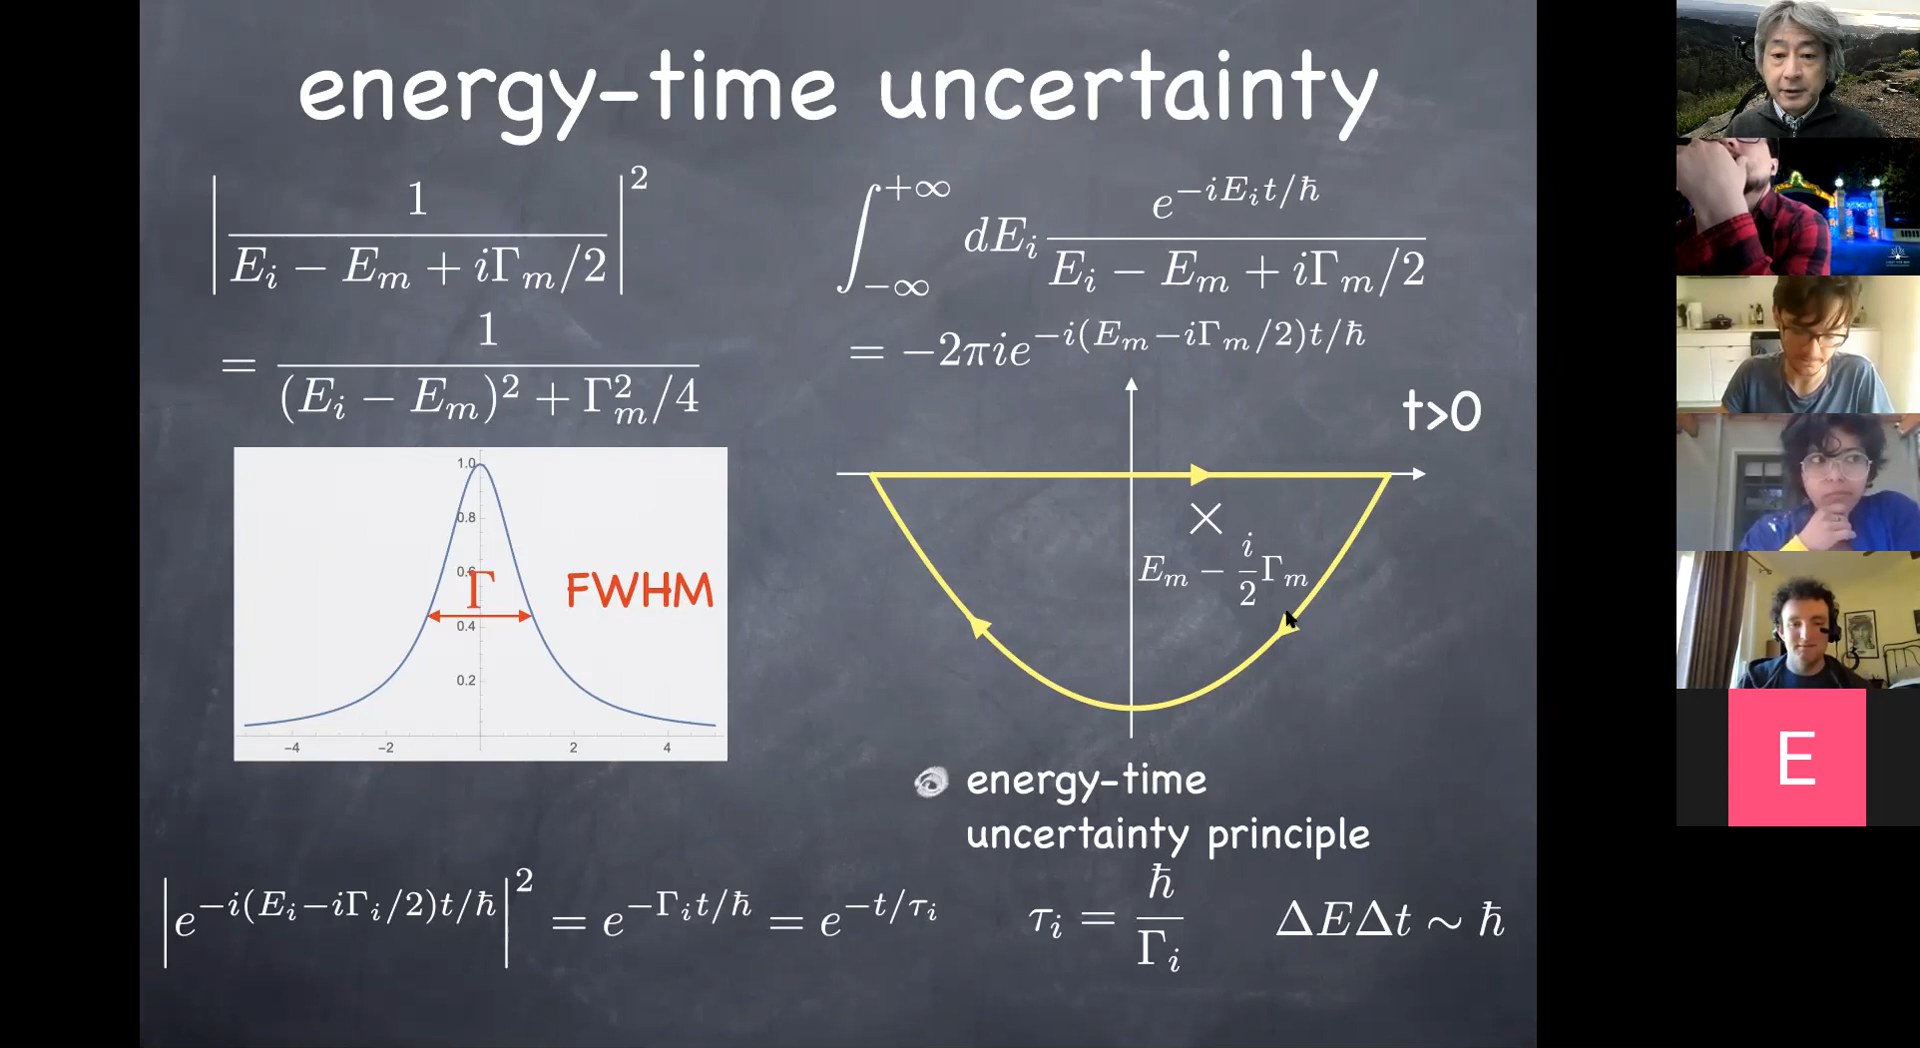 energy-time uncertainty
|1/(E_i − E_m + iΓ_m/2)|^2
= 1/((E_i − E_m)^2 + Γ_m^2/4)
1.0
0.8
0.6
Γ
FWHM
0.4
0.2
−4 −2 2 4
∫_{−∞}^{+∞} dE_i e^{−iE_i t/ħ}/(E_i − E_m + iΓ_m/2)
= −2πie^{−i(E_m−iΓ_m/2)t/ħ}
t>0
×
E_m − i/2 Γ_m
energy-time
uncertainty principle
|e^{−i(E_i−iΓ_i/2)t/ħ}|^2 = e^{−Γ_i t/ħ} = e^{−t/τ_i} τ_i = ħ/Γ_i ΔEΔt ∼ ħ
E